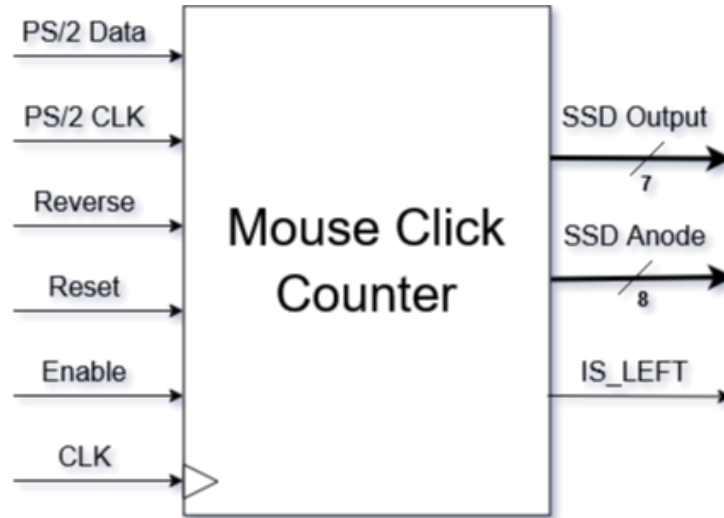 PS/2 Data
PS/2 CLK
Reverse
Reset
Enable
CLK
Mouse Click
Counter
SSD Output
7
SSD Anode
8
IS_LEFT